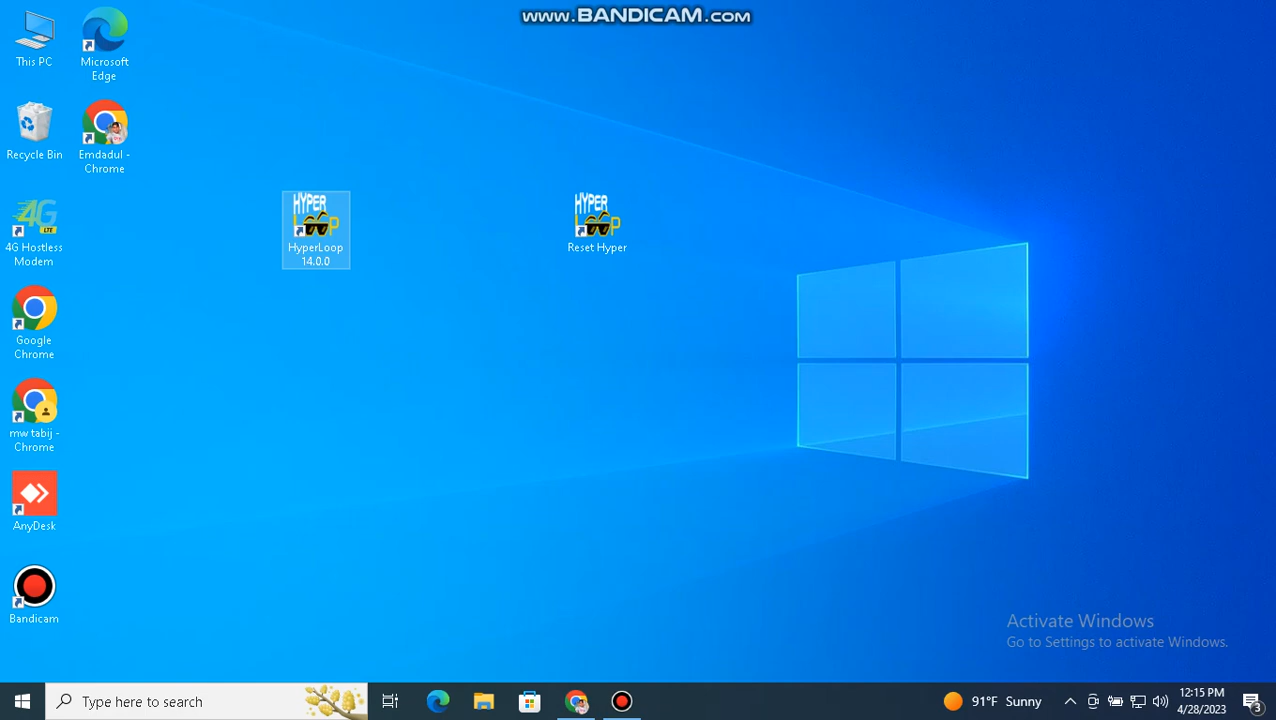 www.BANDICAM.com
This PC
Microsoft
Edge
Recycle Bin
Emdadul -
Chrome
4G LTE
4G Hostless
Modem
HYPER
LOOP
HyperLoop
14.0.0
HYPER
LOOP
Reset Hyper
Google
Chrome
mw tabij -
Chrome
AnyDesk
Bandicam
Activate Windows
Go to Settings to activate Windows.
Type here to search
91°F Sunny
12:15 PM
4/28/2023
3